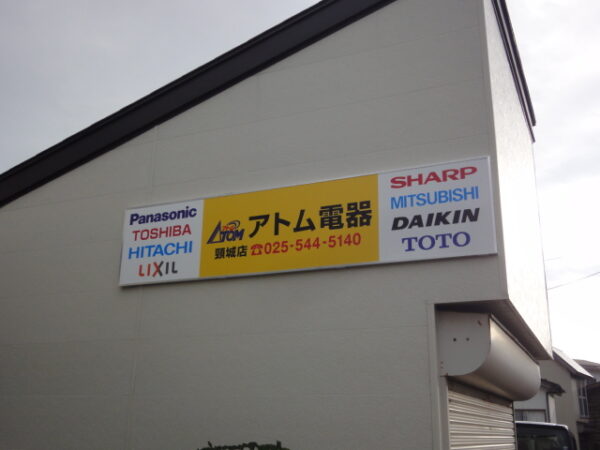 Panasonic
TOSHIBA
HITACHI
LIXIL
ATOM
アトム電器
頸城店 ☎025-544-5140
SHARP
MITSUBISHI
DAIKIN
TOTO